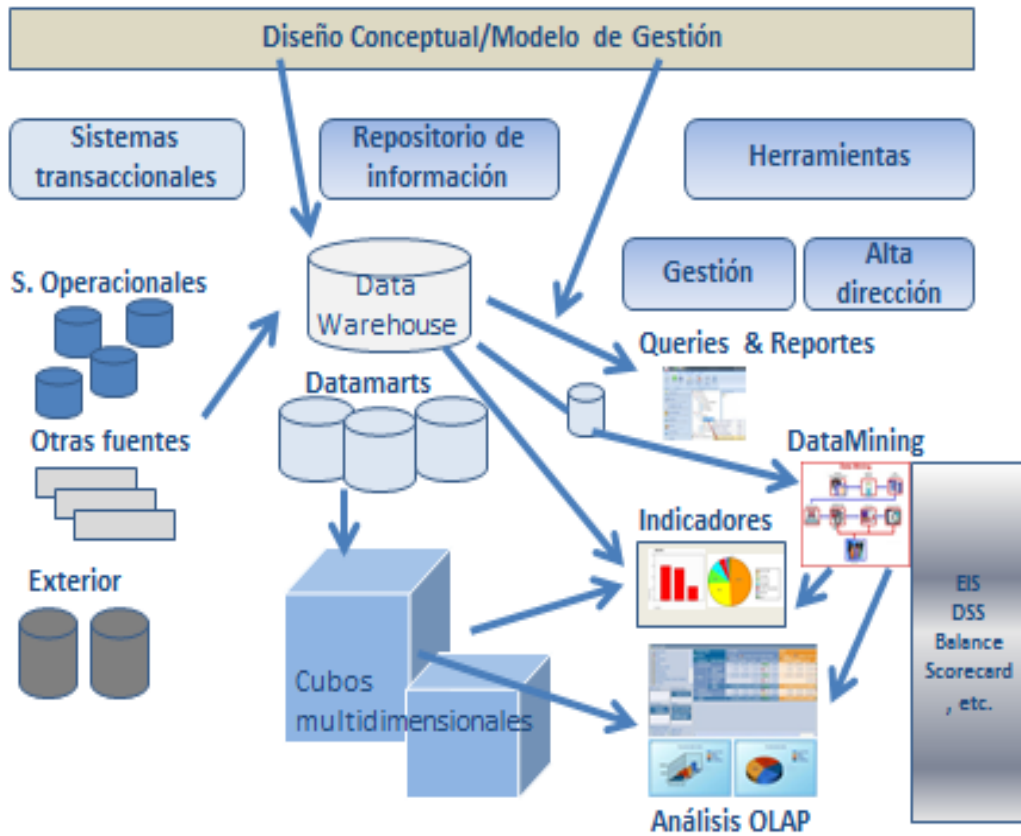 Diseño Conceptual/Modelo de Gestión
Sistemas
transaccionales
Repositorio de
información
Herramientas
Gestión
Alta
dirección
S. Operacionales
Data
Warehouse
Queries & Reportes
Datamarts
Otras fuentes
DataMining
Indicadores
Exterior
EIS
DSS
Balance
Scorecard
, etc.
Cubos
multidimensionales
Análisis OLAP